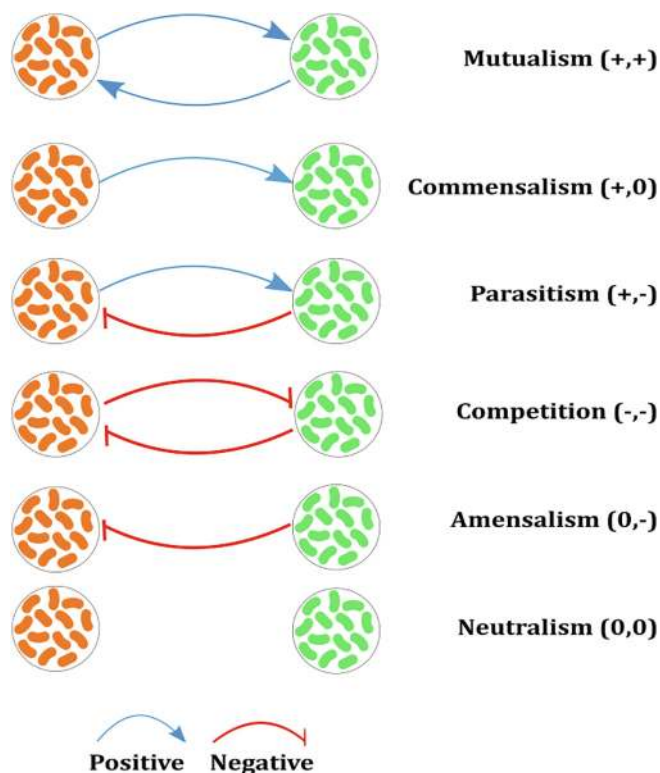 Mutualism (+,+)
Commensalism (+,0)
Parasitism (+,-)
Competition (-,-)
Amensalism (0,-)
Neutralism (0,0)
Positive Negative